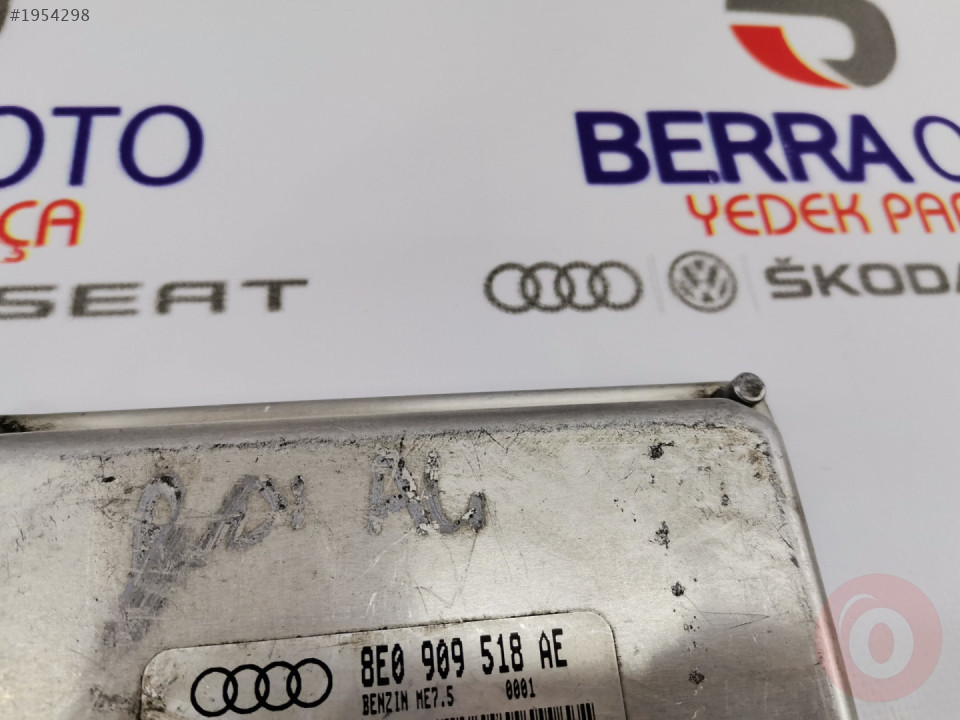 #1954298
OTO
BERRA O
ÇA
YEDEK PAR
SEAT
ŠKODA
8E0 909 518 AE
BENZIN ME7.5 0001